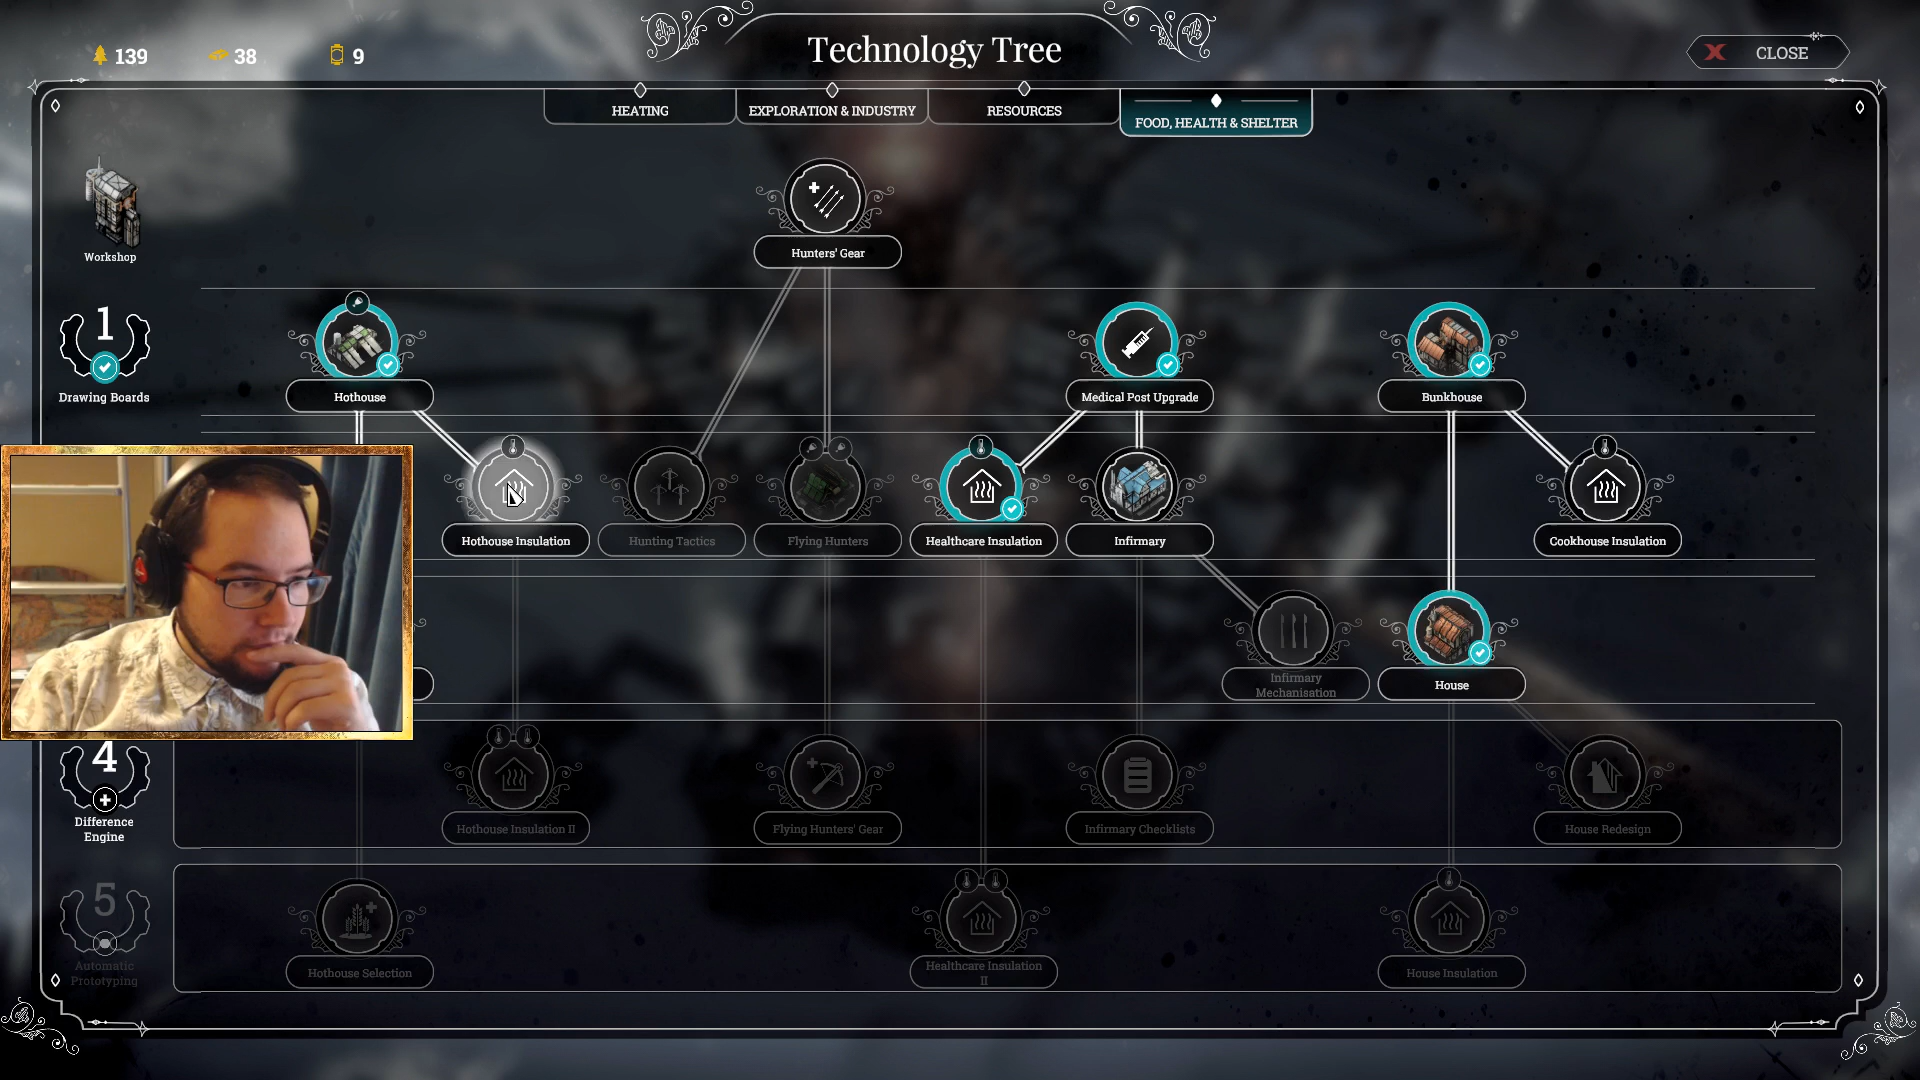 139 38 9
Technology Tree
CLOSE
HEATING EXPLORATION & INDUSTRY RESOURCES FOOD, HEALTH & SHELTER
Workshop
Hunters' Gear
1
Drawing Boards
Hothouse Medical Post Upgrade Bunkhouse
Hothouse Insulation Hunting Tactics Flying Hunters Healthcare Insulation Infirmary Cookhouse Insulation
Infirmary
Mechanisation
House
4
Difference
Engine
Hothouse Insulation II Flying Hunters' Gear Infirmary Checklists House Redesign
5
Automatic
Prototyping
Hothouse Selection
Healthcare Insulation
II
House Insulation